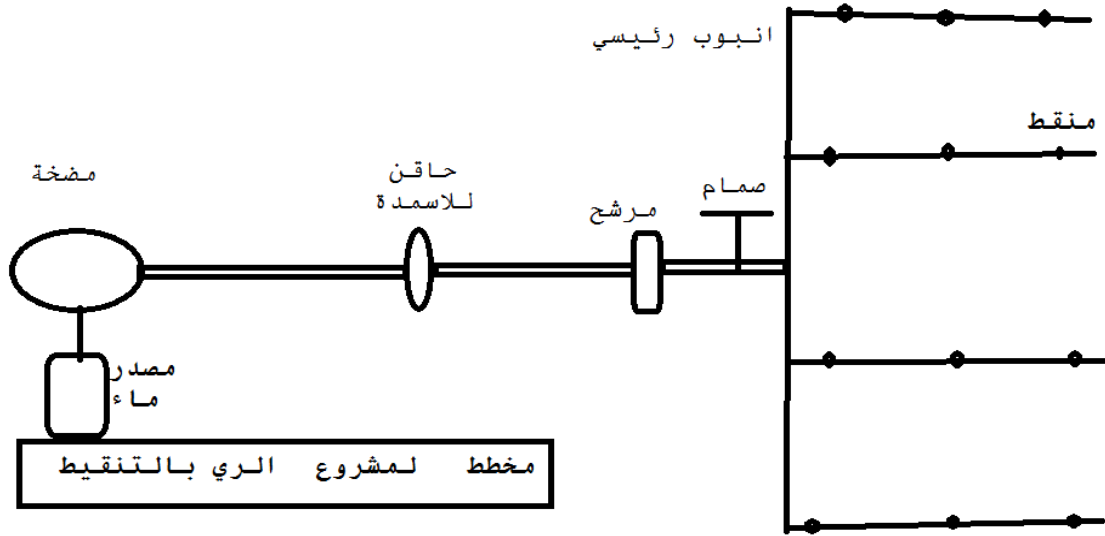 انبوب رئيسي
منقط
مضخة
حاقن
للاسمدة
صمام
مرشح
مصدر
ماء
مخطط لمشروع الري بالتنقيط